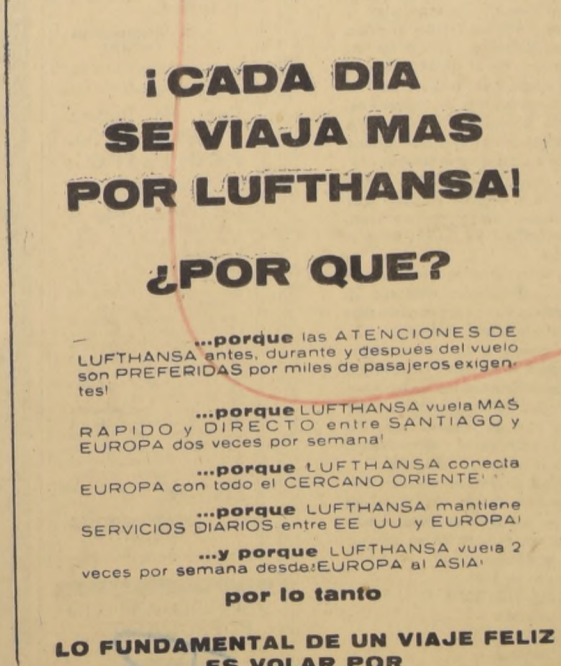 ¡CADA DIA
SE VIAJA MAS
POR LUFTHANSA!
¿POR QUE?
...porque las ATENCIONES DE
LUFTHANSA antes, durante y después del vuelo
son PREFERIDAS por miles de pasajeros exigen-
tes!
...porque LUFTHANSA vuela MAS
RAPIDO y DIRECTO entre SANTIAGO y
EUROPA dos veces por semana!
...porque LUFTHANSA conecta
EUROPA con todo el CERCANO ORIENTE!
...porque LUFTHANSA mantiene
SERVICIOS DIARIOS entre EE UU y EUROPA!
...y porque LUFTHANSA vuela 2
veces por semana desde EUROPA al ASIA!
por lo tanto
LO FUNDAMENTAL DE UN VIAJE FELIZ
ES VOLAR POR